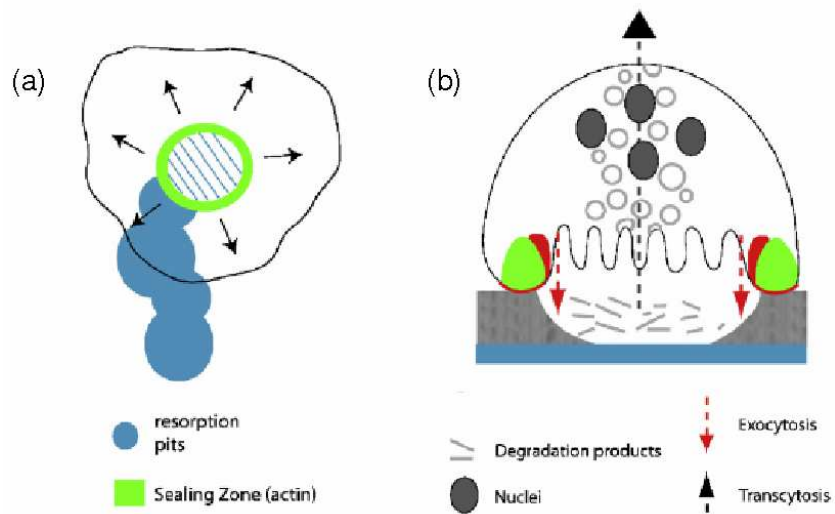 (a)
(b)
resorption
pits
Sealing Zone (actin)
Degradation products
Nuclei
Exocytosis
Transcytosis